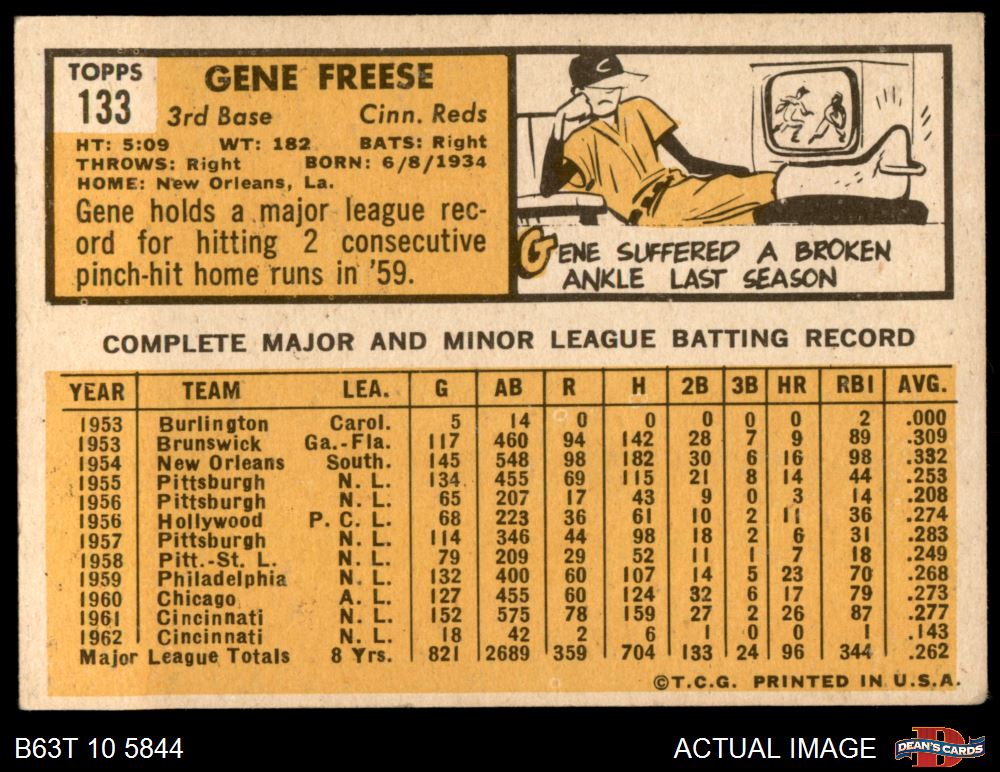 TOPPS
133
GENE FREESE
3rd Base Cinn. Reds
HT: 5:09 WT: 182 BATS: Right
THROWS: Right BORN: 6/8/1934
HOME: New Orleans, La.
Gene holds a major league rec-
ord for hitting 2 consecutive
pinch-hit home runs in '59.
C
GENE SUFFERED A BROKEN
ANKLE LAST SEASON
COMPLETE MAJOR AND MINOR LEAGUE BATTING RECORD
YEAR TEAM LEA. G AB R H 2B 3B HR RBI AVG.
1953 Burlington Carol. 5 14 0 0 0 0 0 2 .000
1953 Brunswick Ga.-Fla. 117 460 94 142 28 7 9 89 .309
1954 New Orleans South. 145 548 98 182 30 6 16 98 .332
1955 Pittsburgh N. L. 134 455 69 115 21 8 14 44 .253
1956 Pittsburgh N. L. 65 207 17 43 9 0 3 14 .208
1956 Hollywood P. C. L. 68 223 36 61 10 2 11 36 .274
1957 Pittsburgh N. L. 114 346 44 98 18 2 6 31 .283
1958 Pitt.-St. L. N. L. 79 209 29 52 11 1 7 18 .249
1959 Philadelphia N. L. 132 400 60 107 14 5 23 70 .268
1960 Chicago A. L. 127 455 60 124 32 6 17 79 .273
1961 Cincinnati N. L. 152 575 78 159 27 2 26 87 .277
1962 Cincinnati N. L. 18 42 2 6 1 0 0 1 .143
Major League Totals 8 Yrs. 821 2689 359 704 133 24 96 344 .262
©T.C.G. PRINTED IN U.S.A.
B63T 10 5844 ACTUAL IMAGE DEAN'S CARDS